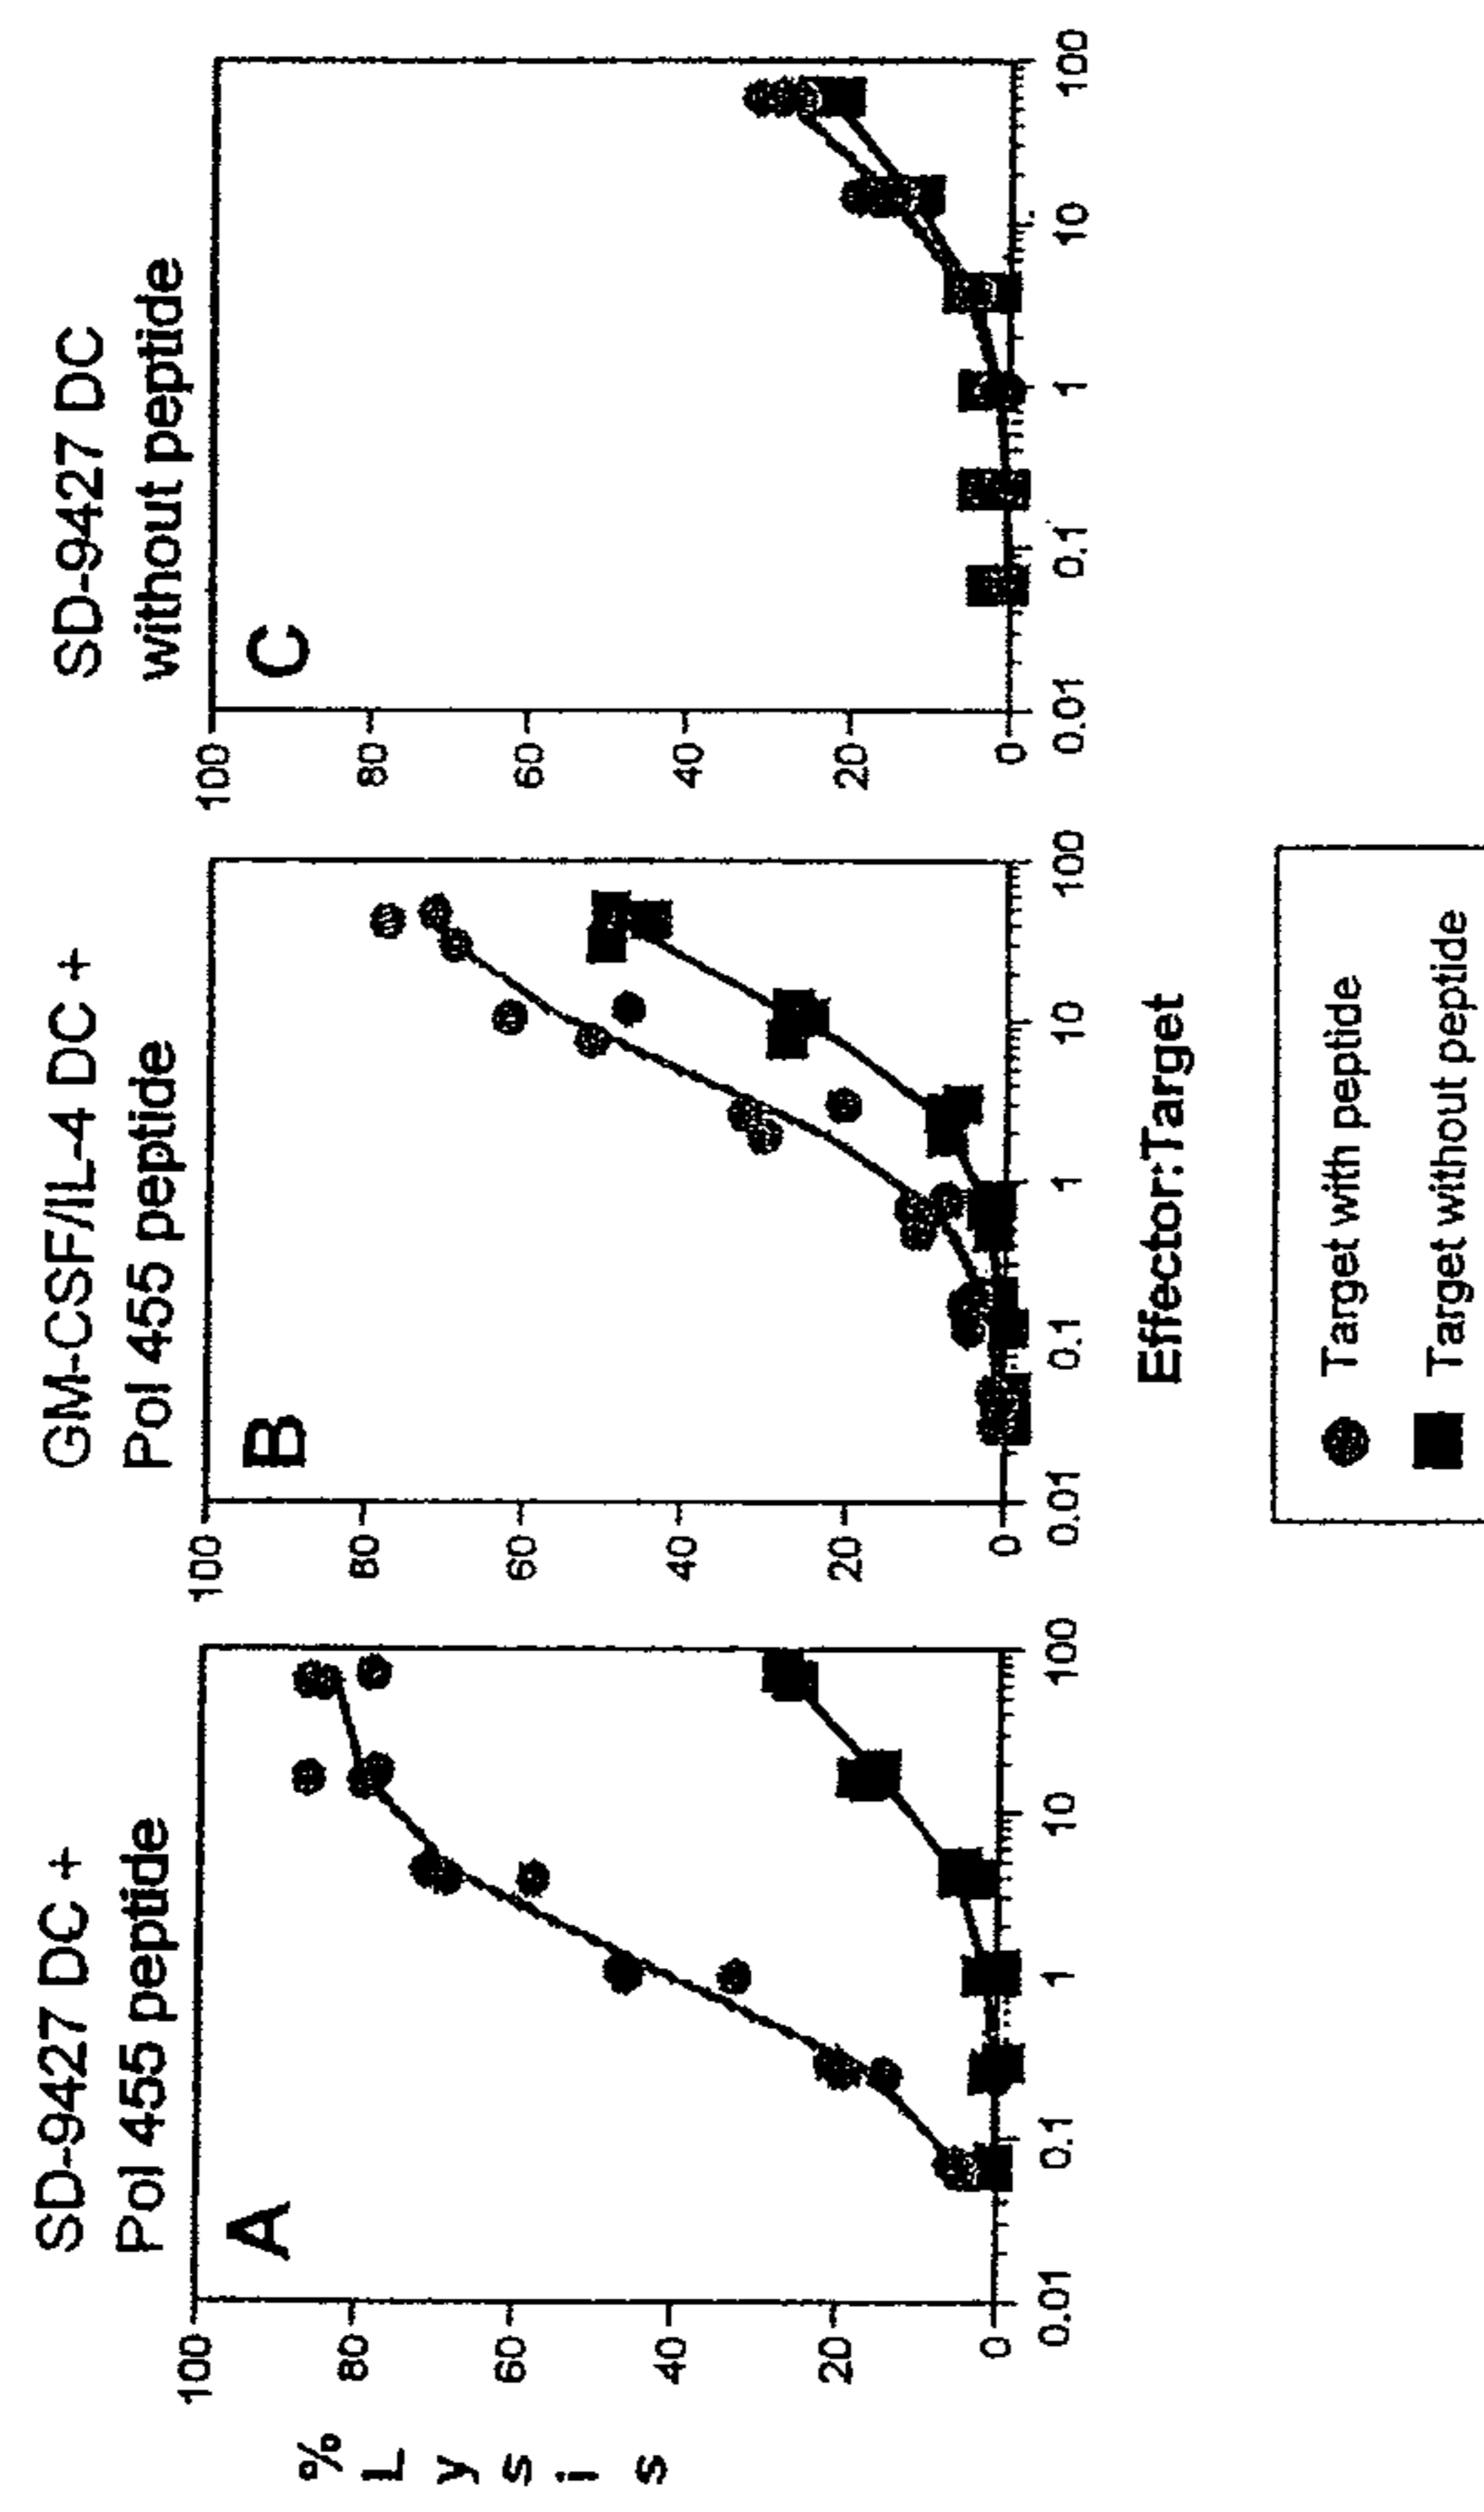 SD-9427 DC +
Pol 455 peptide
GM-CSF/IL-4 DC +
Pol 455 peptide
SD-9427 DC
without peptide
% Lysis
A
100
80
60
40
20
0
0.01
0.1
1
10
100
B
100
80
60
40
20
0
0.01
0.1
1
10
100
C
100
80
60
40
20
0
0.01
0.1
1
10
100
Effector:Target
Target with peptide
Target without peptide